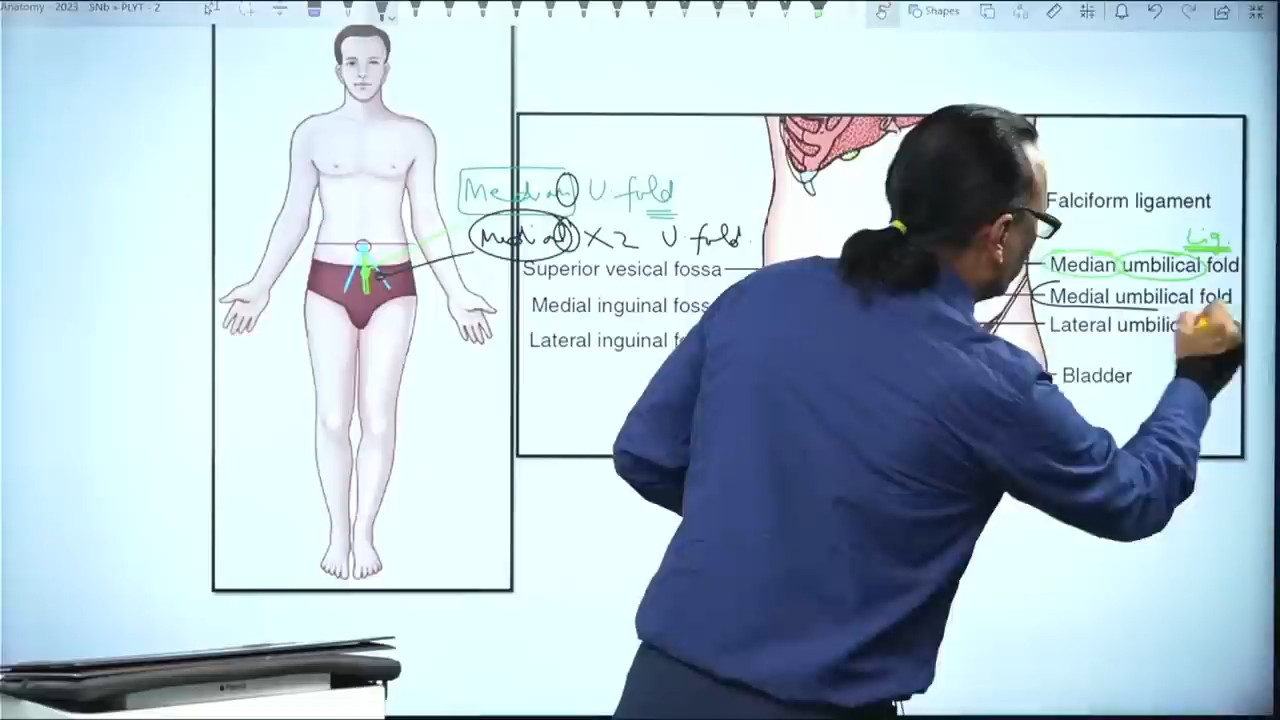 Anatomy - 2023 SNb = PLYT - 2
Shapes
Median U fold
Medial X2 U fold
Superior vesical fossa
Medial inguinal foss
Lateral inguinal f
Falciform ligament
Lig.
Median umbilical fold
Medial umbilical fold
Lateral umbilic
Bladder